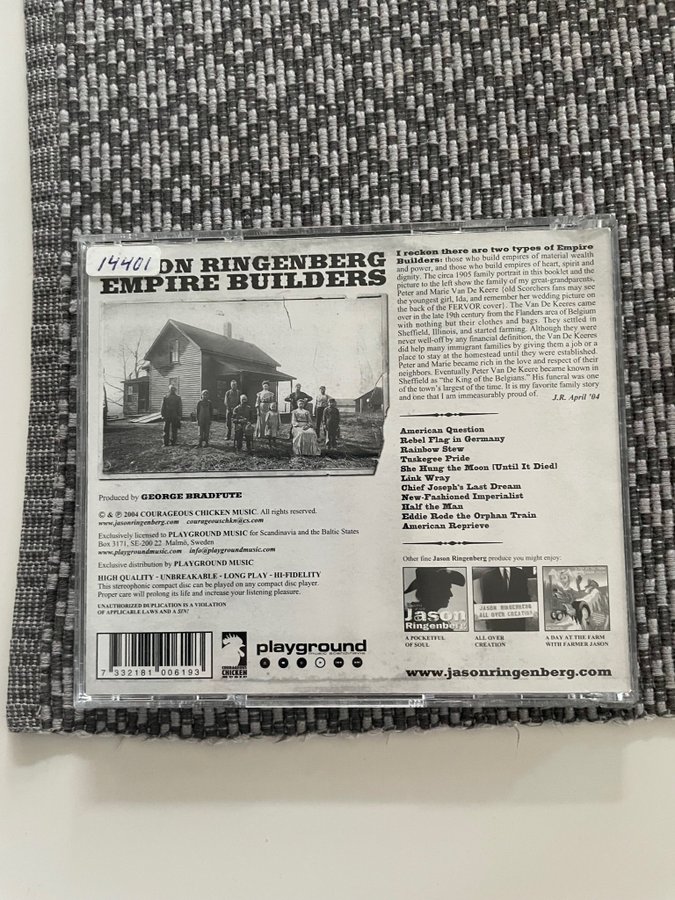 14401
ON RINGENBERG
EMPIRE BUILDERS
I reckon there are two types of Empire
Builders: those who build empires of material wealth
and power, and those who build empires of heart, spirit and
dignity. The circa 1905 family portrait in this booklet and the
picture to the left show the family of my great-grandparents,
Peter and Marie Van De Keere {old Scorchers fans may see
the youngest girl, Ida, and remember her wedding picture on
the back of the FERVOR cover}. The Van De Keeres came
over in the late 19th century from the Flanders area of Belgium
with nothing but their clothes and bags. They settled in
Sheffield, Illinois, and started farming. Although they were
never well-off by any financial definition, the Van De Keeres
did help many immigrant families by giving them a job or a
place to stay at the homestead until they were established.
Peter and Marie became rich in the love and respect of their
neighbors. Eventually Peter Van De Keere became known in
Sheffield as "the King of the Belgians." His funeral was one
of the town's largest of the time. It is my favorite family story
and one that I am immeasurably proud of. J.R. April '04
American Question
Rebel Flag in Germany
Rainbow Stew
Tuskegee Pride
She Hung the Moon {Until It Died}
Link Wray
Chief Joseph's Last Dream
New-Fashioned Imperialist
Half the Man
Eddie Rode the Orphan Train
American Reprieve
Produced by GEORGE BRADFUTE
© & ℗ 2004 COURAGEOUS CHICKEN MUSIC. All rights reserved.
www.jasonringenberg.com courageouschkn@cs.com
Exclusively licensed to PLAYGROUND MUSIC for Scandinavia and the Baltic States
Box 3171, SE-200 22 Malmö, Sweden
www.playgroundmusic.com info@playgroundmusic.com
Exclusive distribution by PLAYGROUND MUSIC
HIGH QUALITY - UNBREAKABLE - LONG PLAY - HI-FIDELITY
This stereophonic compact disc can be played on any compact disc player.
Proper care will prolong its life and increase your listening pleasure.
UNAUTHORIZED DUPLICATION IS A VIOLATION
OF APPLICABLE LAWS AND A SIN!
Other fine Jason Ringenberg produce you might enjoy:
Jason
Ringenberg
JASON RINGENBERG
ALL OVER CREATION
A POCKETFUL
OF SOUL
ALL OVER
CREATION
A DAY AT THE FARM
WITH FARMER JASON
7 332181 006193
COURAGEOUS
CHICKEN
MUSIC
playground
music scandinavia
www.jasonringenberg.com